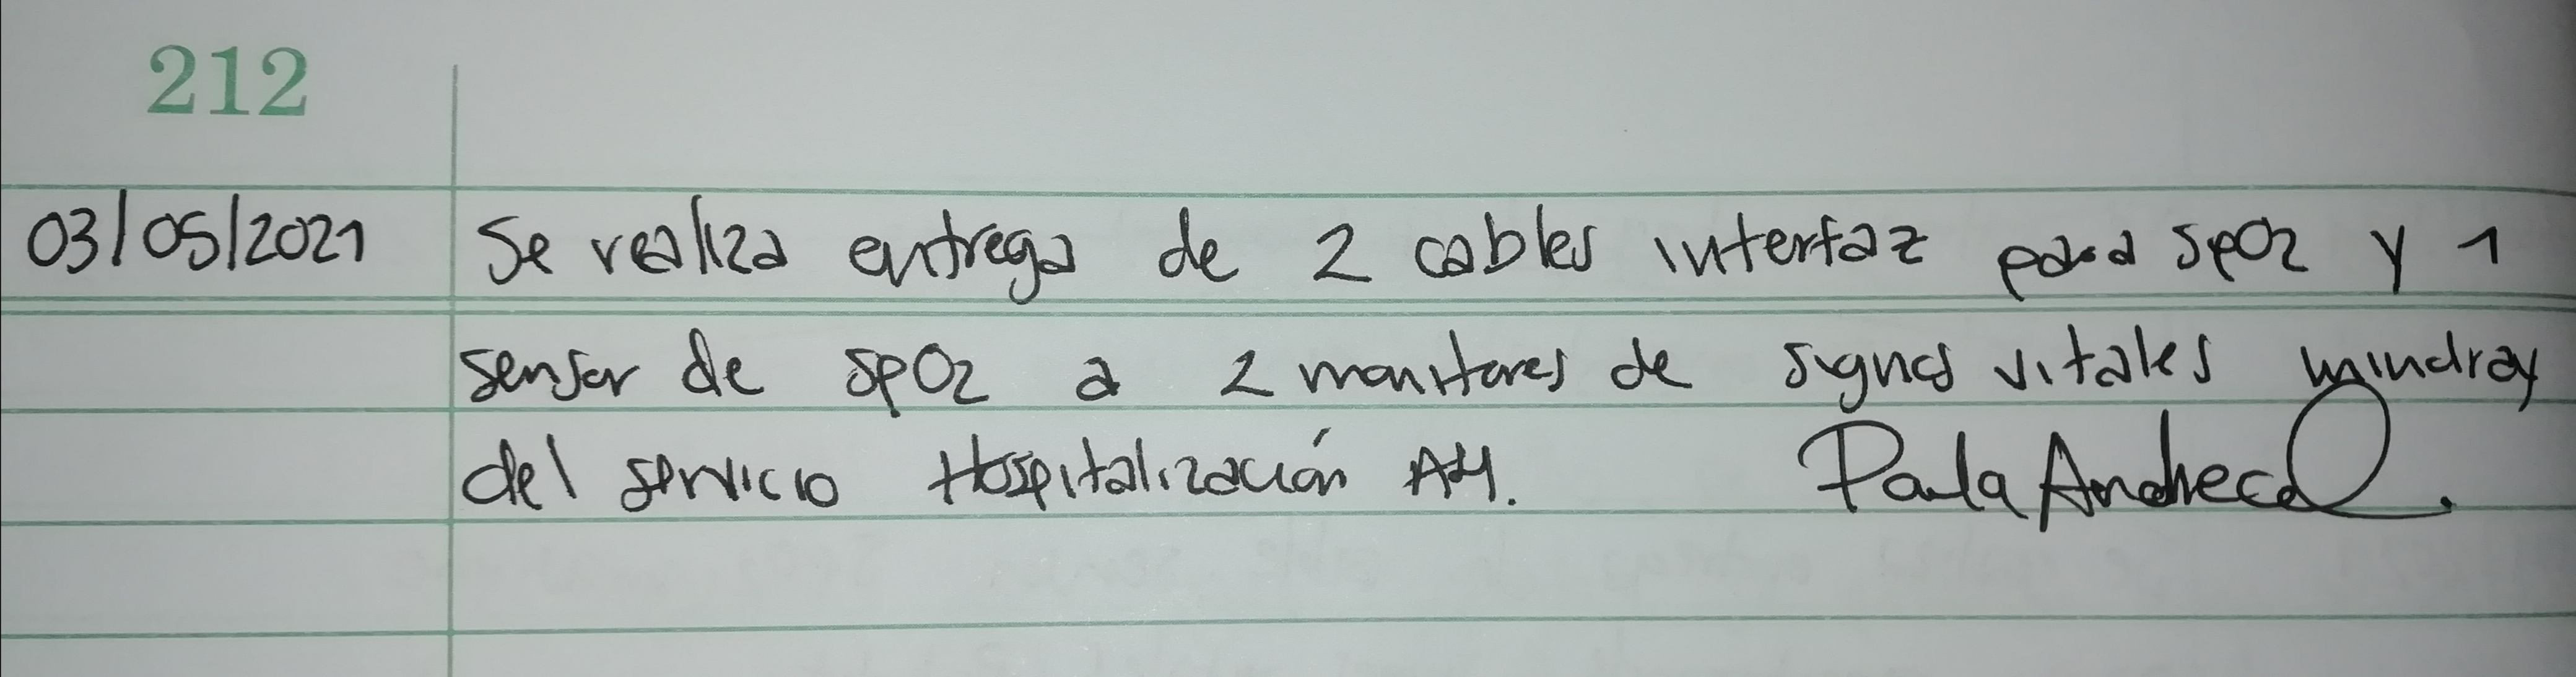 212
03/05/2021 Se realiza entrega de 2 cables interfaz para SpO2 y 1
sensor de SpO2 a 2 monitores de signos vitales mindray
del servicio Hospitalización A4.
Paula Andrea